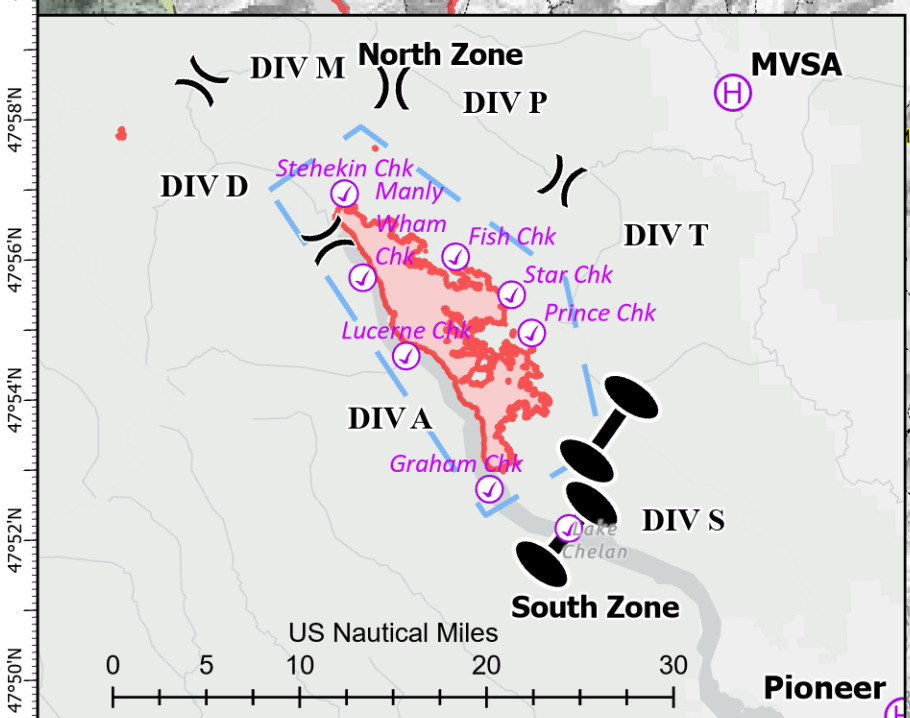 North Zone
DIV M
MVSA
H
DIV P
47°58'N
Stehekin Chk
DIV D
Manly
Wham
Chk
Fish Chk
DIV T
47°56'N
Star Chk
Prince Chk
Lucerne Chk
47°54'N
DIV A
Graham Chk
DIV S
Lake
Chelan
47°52'N
South Zone
US Nautical Miles
0 5 10 20 30
47°50'N
Pioneer
H